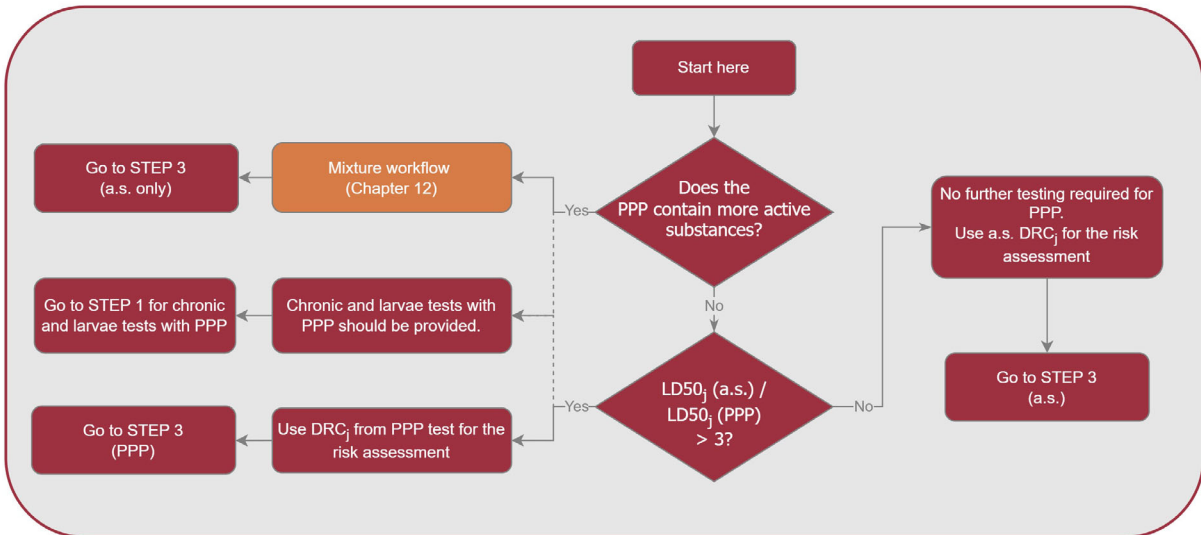 Start here
Does the
PPP contain more active
substances?
Yes
Mixture workflow
(Chapter 12)
Go to STEP 3
(a.s. only)
No further testing required for
PPP.
Use a.s. DRCj for the risk
assessment
Go to STEP 3
(a.s.)
Chronic and larvae tests with
PPP should be provided.
Go to STEP 1 for chronic
and larvae tests with PPP
No
LD50j (a.s.) /
LD50j (PPP)
> 3?
No
Yes
Use DRCj from PPP test for the
risk assessment
Go to STEP 3
(PPP)